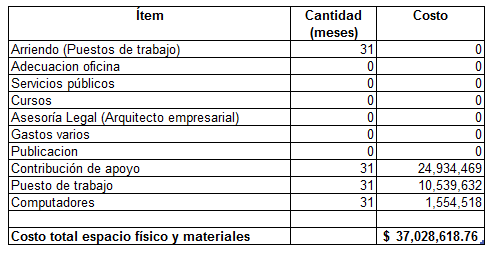 Ítem Cantidad (meses) Costo
Arriendo (Puestos de trabajo) 31 0
Adecuacion oficina 0 0
Servicios públicos 0 0
Cursos 0 0
Asesoría Legal (Arquitecto empresarial) 0 0
Gastos varios 0 0
Publicacion 0 0
Contribución de apoyo 31 24,934,469
Puesto de trabajo 31 10,539,632
Computadores 31 1,554,518
Costo total espacio físico y materiales $ 37,028,618.76